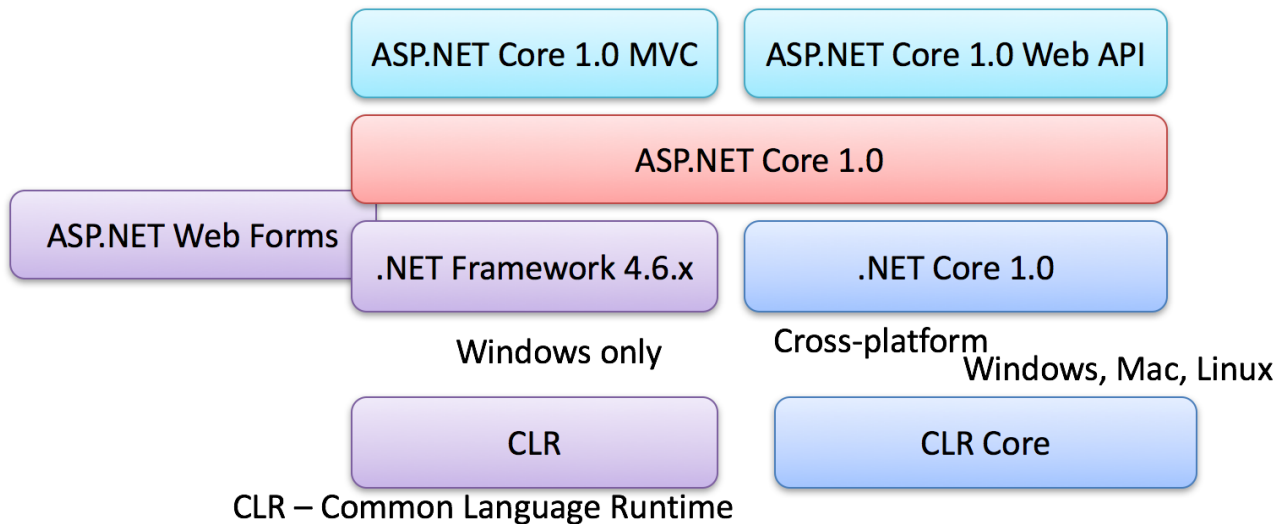 ASP.NET Core 1.0 MVC
ASP.NET Core 1.0 Web API
ASP.NET Core 1.0
ASP.NET Web Forms
.NET Framework 4.6.x
.NET Core 1.0
Windows only
Cross-platform
Windows, Mac, Linux
CLR
CLR Core
CLR – Common Language Runtime